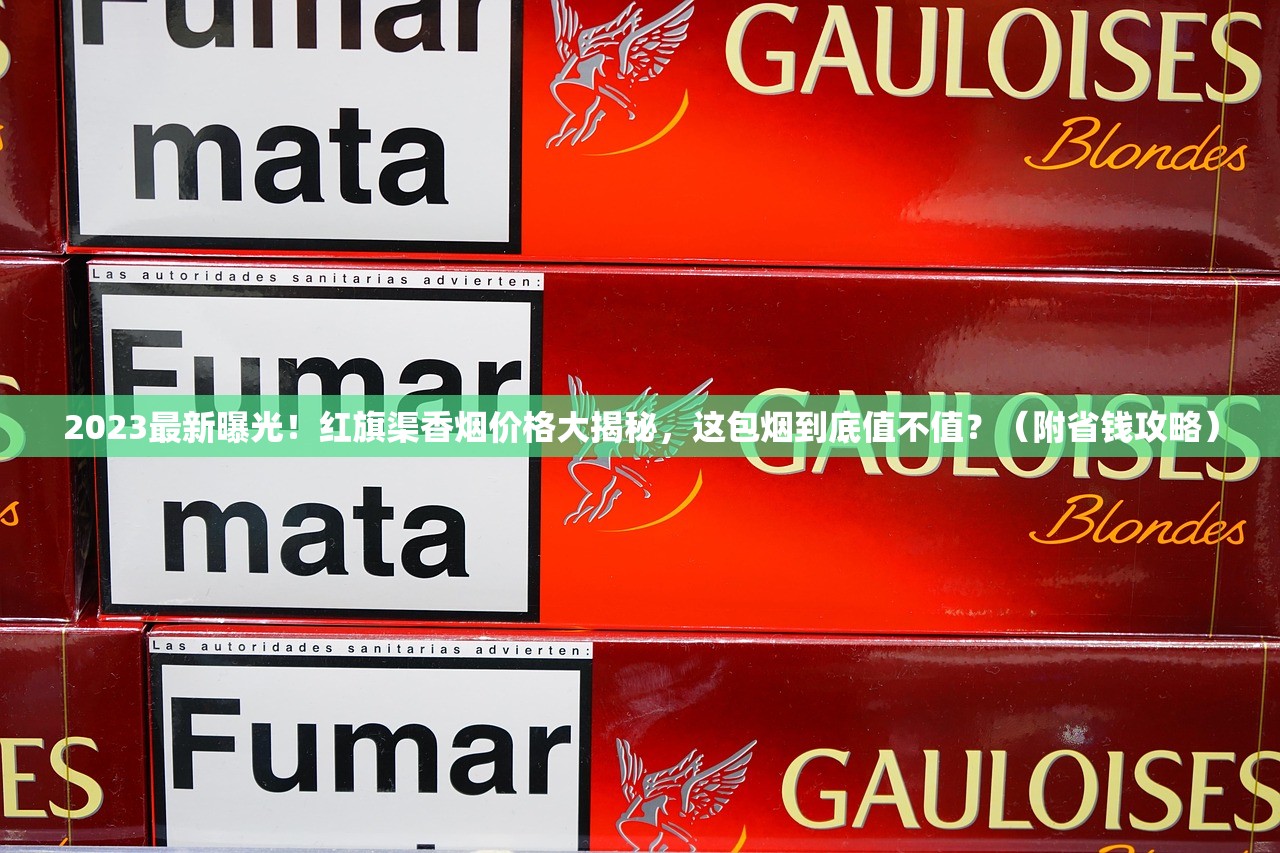 Fumar
mata
GAULOISES
Blondes
Las autoridades sanitarias advierten:
Fumar
mata
GAULOISES
Blondes
2023最新曝光！红旗渠香烟价格大揭秘，这包烟到底值不值？（附省钱攻略）
Las autoridades sanitarias advierten:
Fumar
GAULOISES
ES